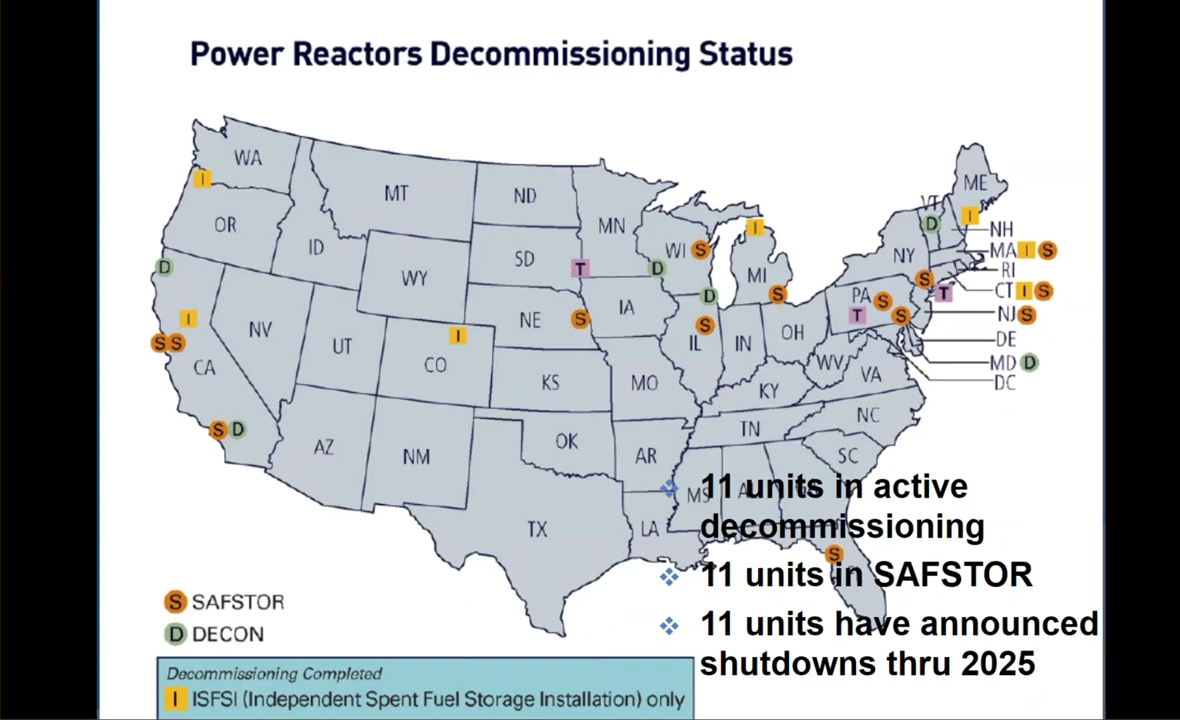 Power Reactors Decommissioning Status
WA
MT
ND
MN
ME
VT
I
OR
ID
SD
WI S
I
D
I
NH
NY
MA I S
RI
D
WY
T
D
MI
S
S
CT I S
T
D
PA S
S
NJ S
T
I
NE
S
IA
IL S
IN
OH
DE
S S
NV
UT
CO
I
MD D
DC
CA
KS
MO
WV
VA
KY
S D
AZ
NM
OK
AR
TN
NC
SC
MS
TX
LA
S
❖ 11 units in active
decommissioning
❖ 11 units in SAFSTOR
❖ 11 units have announced
shutdowns thru 2025
S SAFSTOR
D DECON
Decommissioning Completed
I ISFSI (Independent Spent Fuel Storage Installation) only